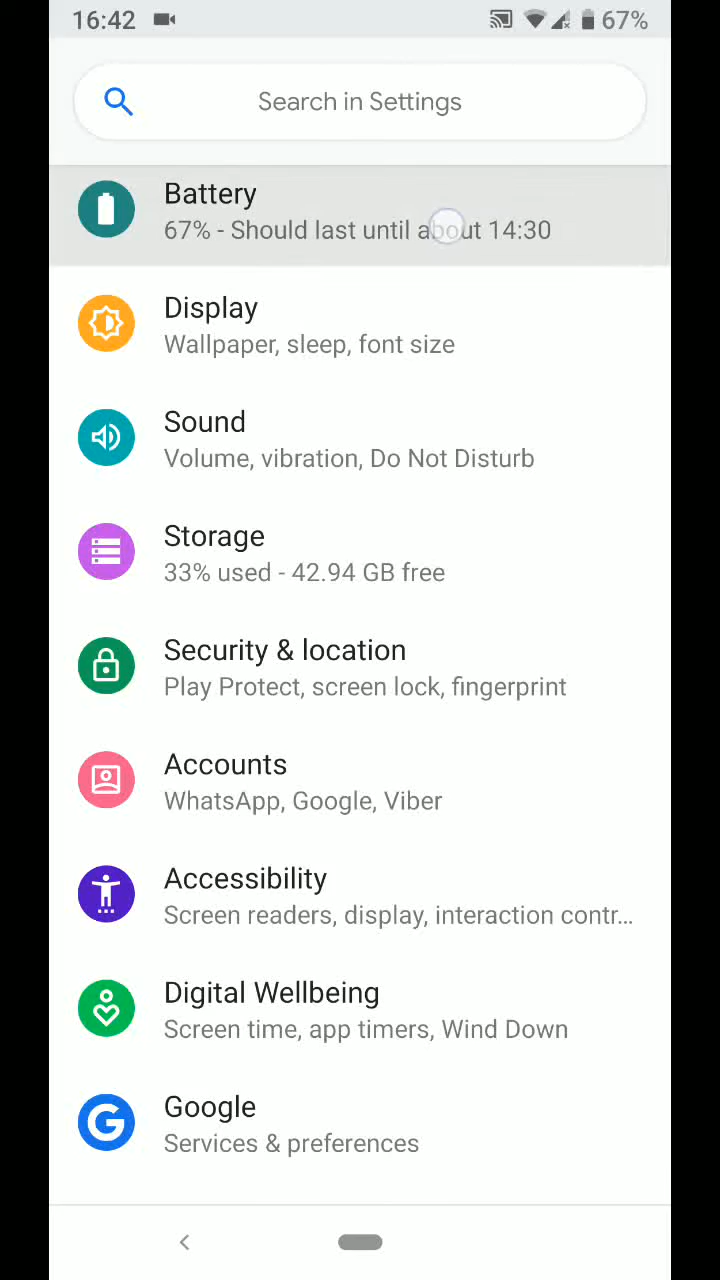 16:42 67%
Search in Settings
Battery
67% - Should last until about 14:30
Display
Wallpaper, sleep, font size
Sound
Volume, vibration, Do Not Disturb
Storage
33% used - 42.94 GB free
Security & location
Play Protect, screen lock, fingerprint
Accounts
WhatsApp, Google, Viber
Accessibility
Screen readers, display, interaction contr...
Digital Wellbeing
Screen time, app timers, Wind Down
Google
Services & preferences